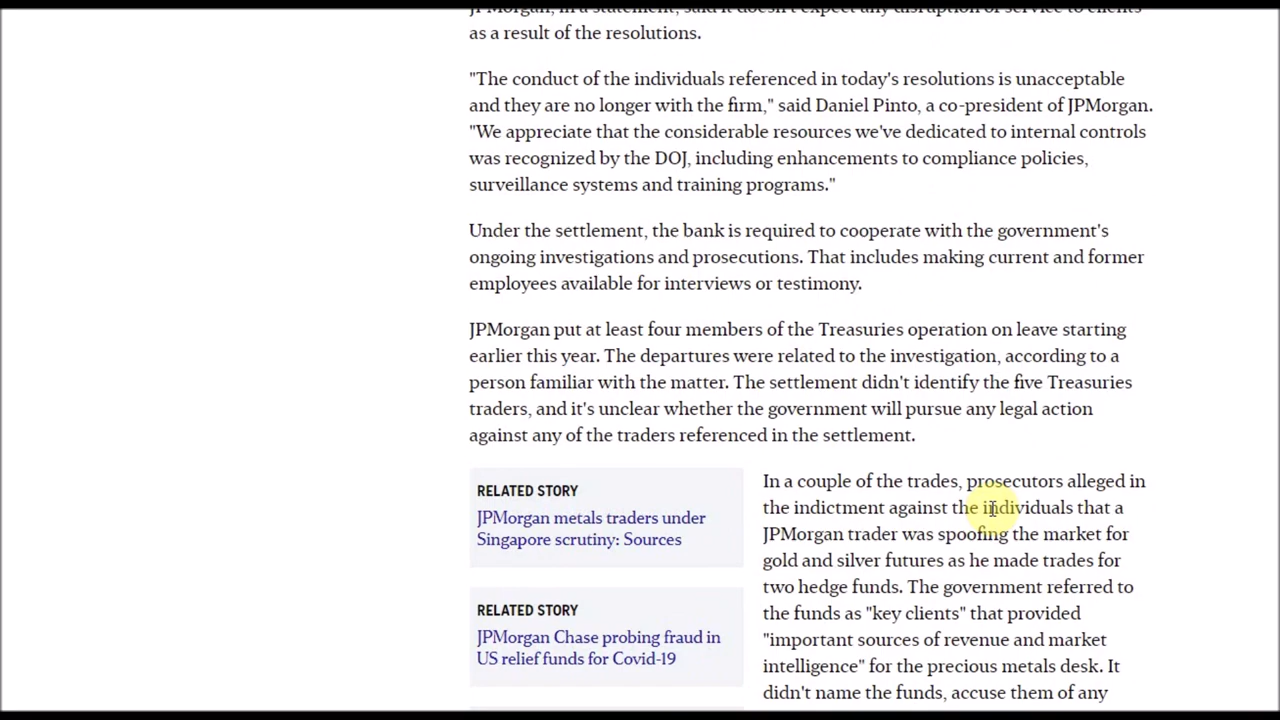 JPMorgan, in a statement, said it doesn't expect any disruption of service to clients
as a result of the resolutions.
"The conduct of the individuals referenced in today's resolutions is unacceptable
and they are no longer with the firm," said Daniel Pinto, a co-president of JPMorgan.
"We appreciate that the considerable resources we've dedicated to internal controls
was recognized by the DOJ, including enhancements to compliance policies,
surveillance systems and training programs."
Under the settlement, the bank is required to cooperate with the government's
ongoing investigations and prosecutions. That includes making current and former
employees available for interviews or testimony.
JPMorgan put at least four members of the Treasuries operation on leave starting
earlier this year. The departures were related to the investigation, according to a
person familiar with the matter. The settlement didn't identify the five Treasuries
traders, and it's unclear whether the government will pursue any legal action
against any of the traders referenced in the settlement.
RELATED STORY
JPMorgan metals traders under
Singapore scrutiny: Sources
RELATED STORY
JPMorgan Chase probing fraud in
US relief funds for Covid-19
In a couple of the trades, prosecutors alleged in
the indictment against the individuals that a
JPMorgan trader was spoofing the market for
gold and silver futures as he made trades for
two hedge funds. The government referred to
the funds as "key clients" that provided
"important sources of revenue and market
intelligence" for the precious metals desk. It
didn't name the funds, accuse them of any